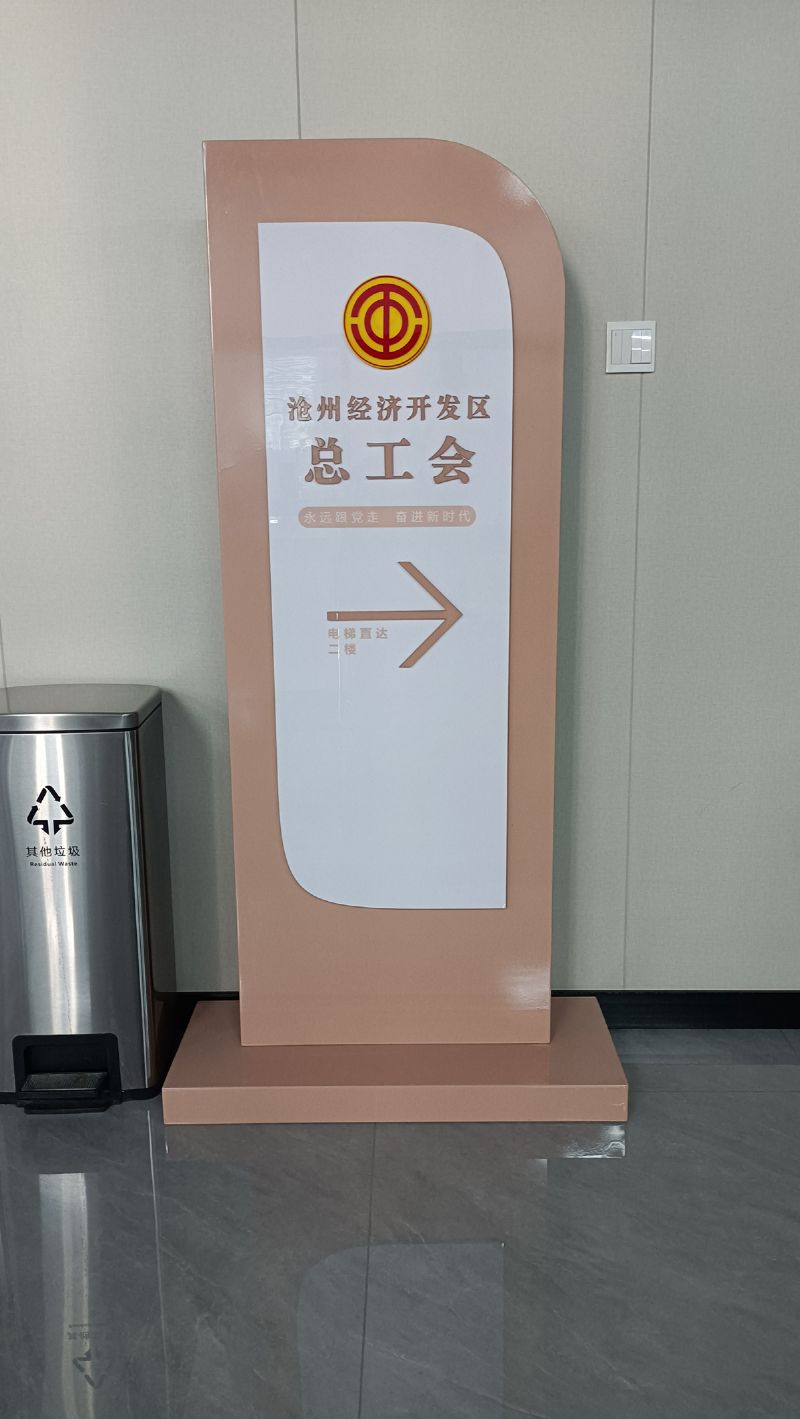 沧州经济开发区
总工会
永远跟党走 奋进新时代
电梯直达
二楼
其他垃圾
Residual Waste